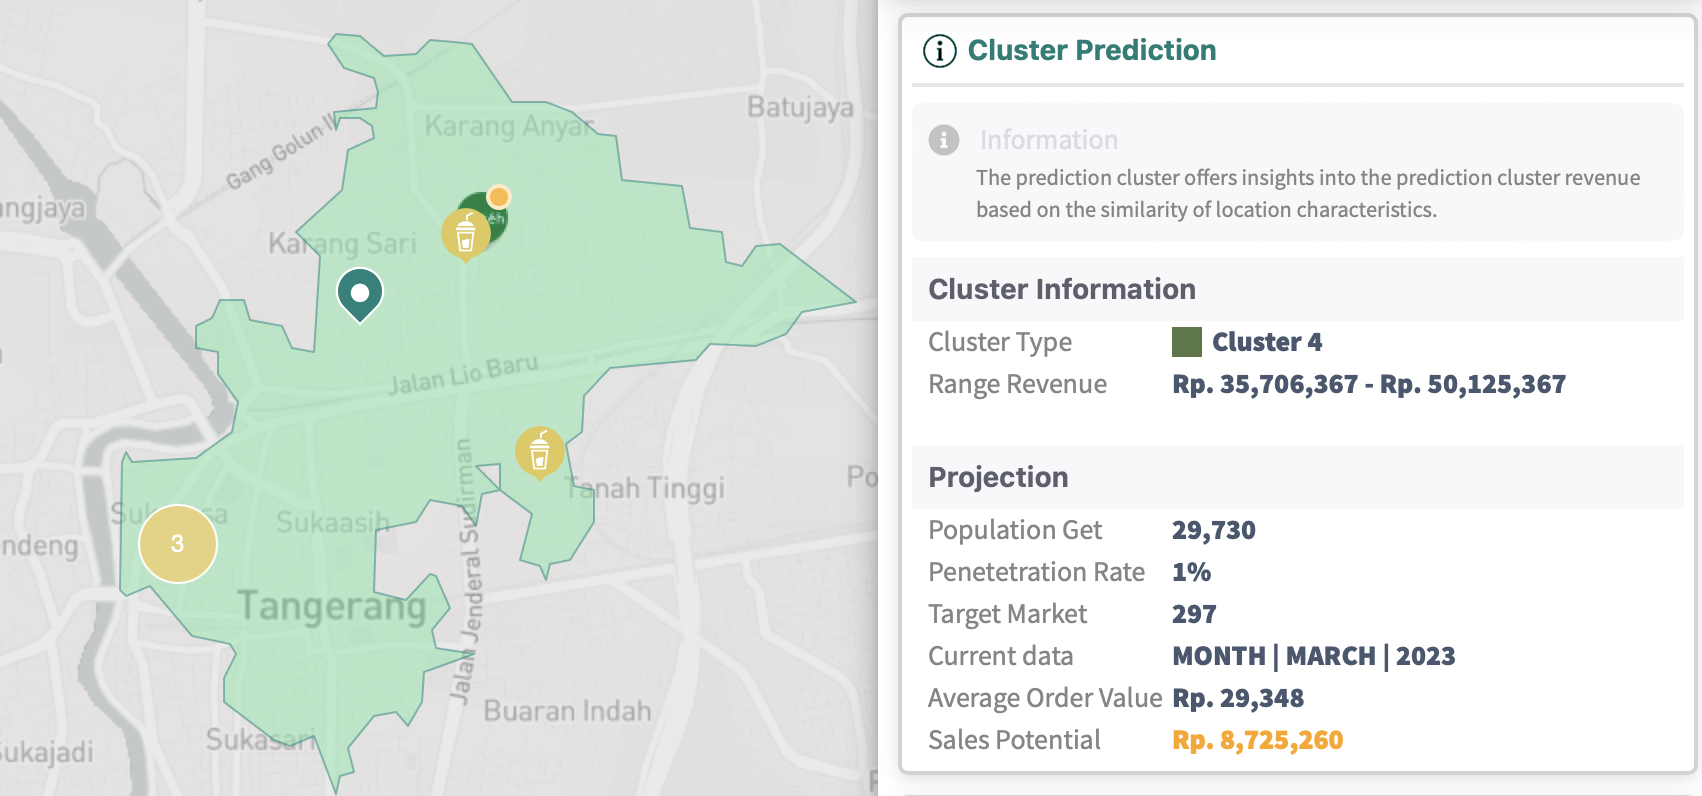 Batujaya
Karang Anyar
Gang Golun II
Karang Sari
Jalan Lio Baru
Tanah Tinggi
Sukaasih
3
Tangerang
Jalan Jenderal Sudirman
Buaran Indah
Sukasari
Cluster Prediction
Information
The prediction cluster offers insights into the prediction cluster revenue
based on the similarity of location characteristics.
Cluster Information
Cluster Type Cluster 4
Range Revenue Rp. 35,706,367 - Rp. 50,125,367
Projection
Population Get 29,730
Penetetration Rate 1%
Target Market 297
Current data MONTH | MARCH | 2023
Average Order Value Rp. 29,348
Sales Potential Rp. 8,725,260